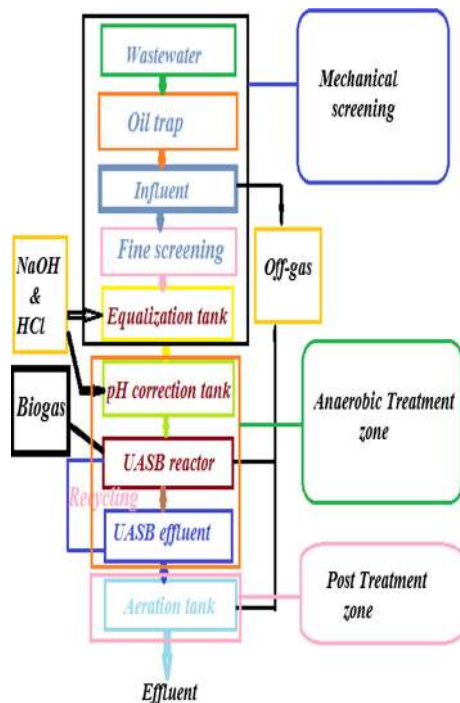 Wastewater
Mechanical
screening
Oil trap
Influent
NaOH
&
HCl
Fine screening
Off-gas
Equalization tank
pH correction tank
Anaerobic Treatment
zone
Biogas
UASB reactor
Recycling
UASB effluent
Post Treatment
zone
Aeration tank
Effluent